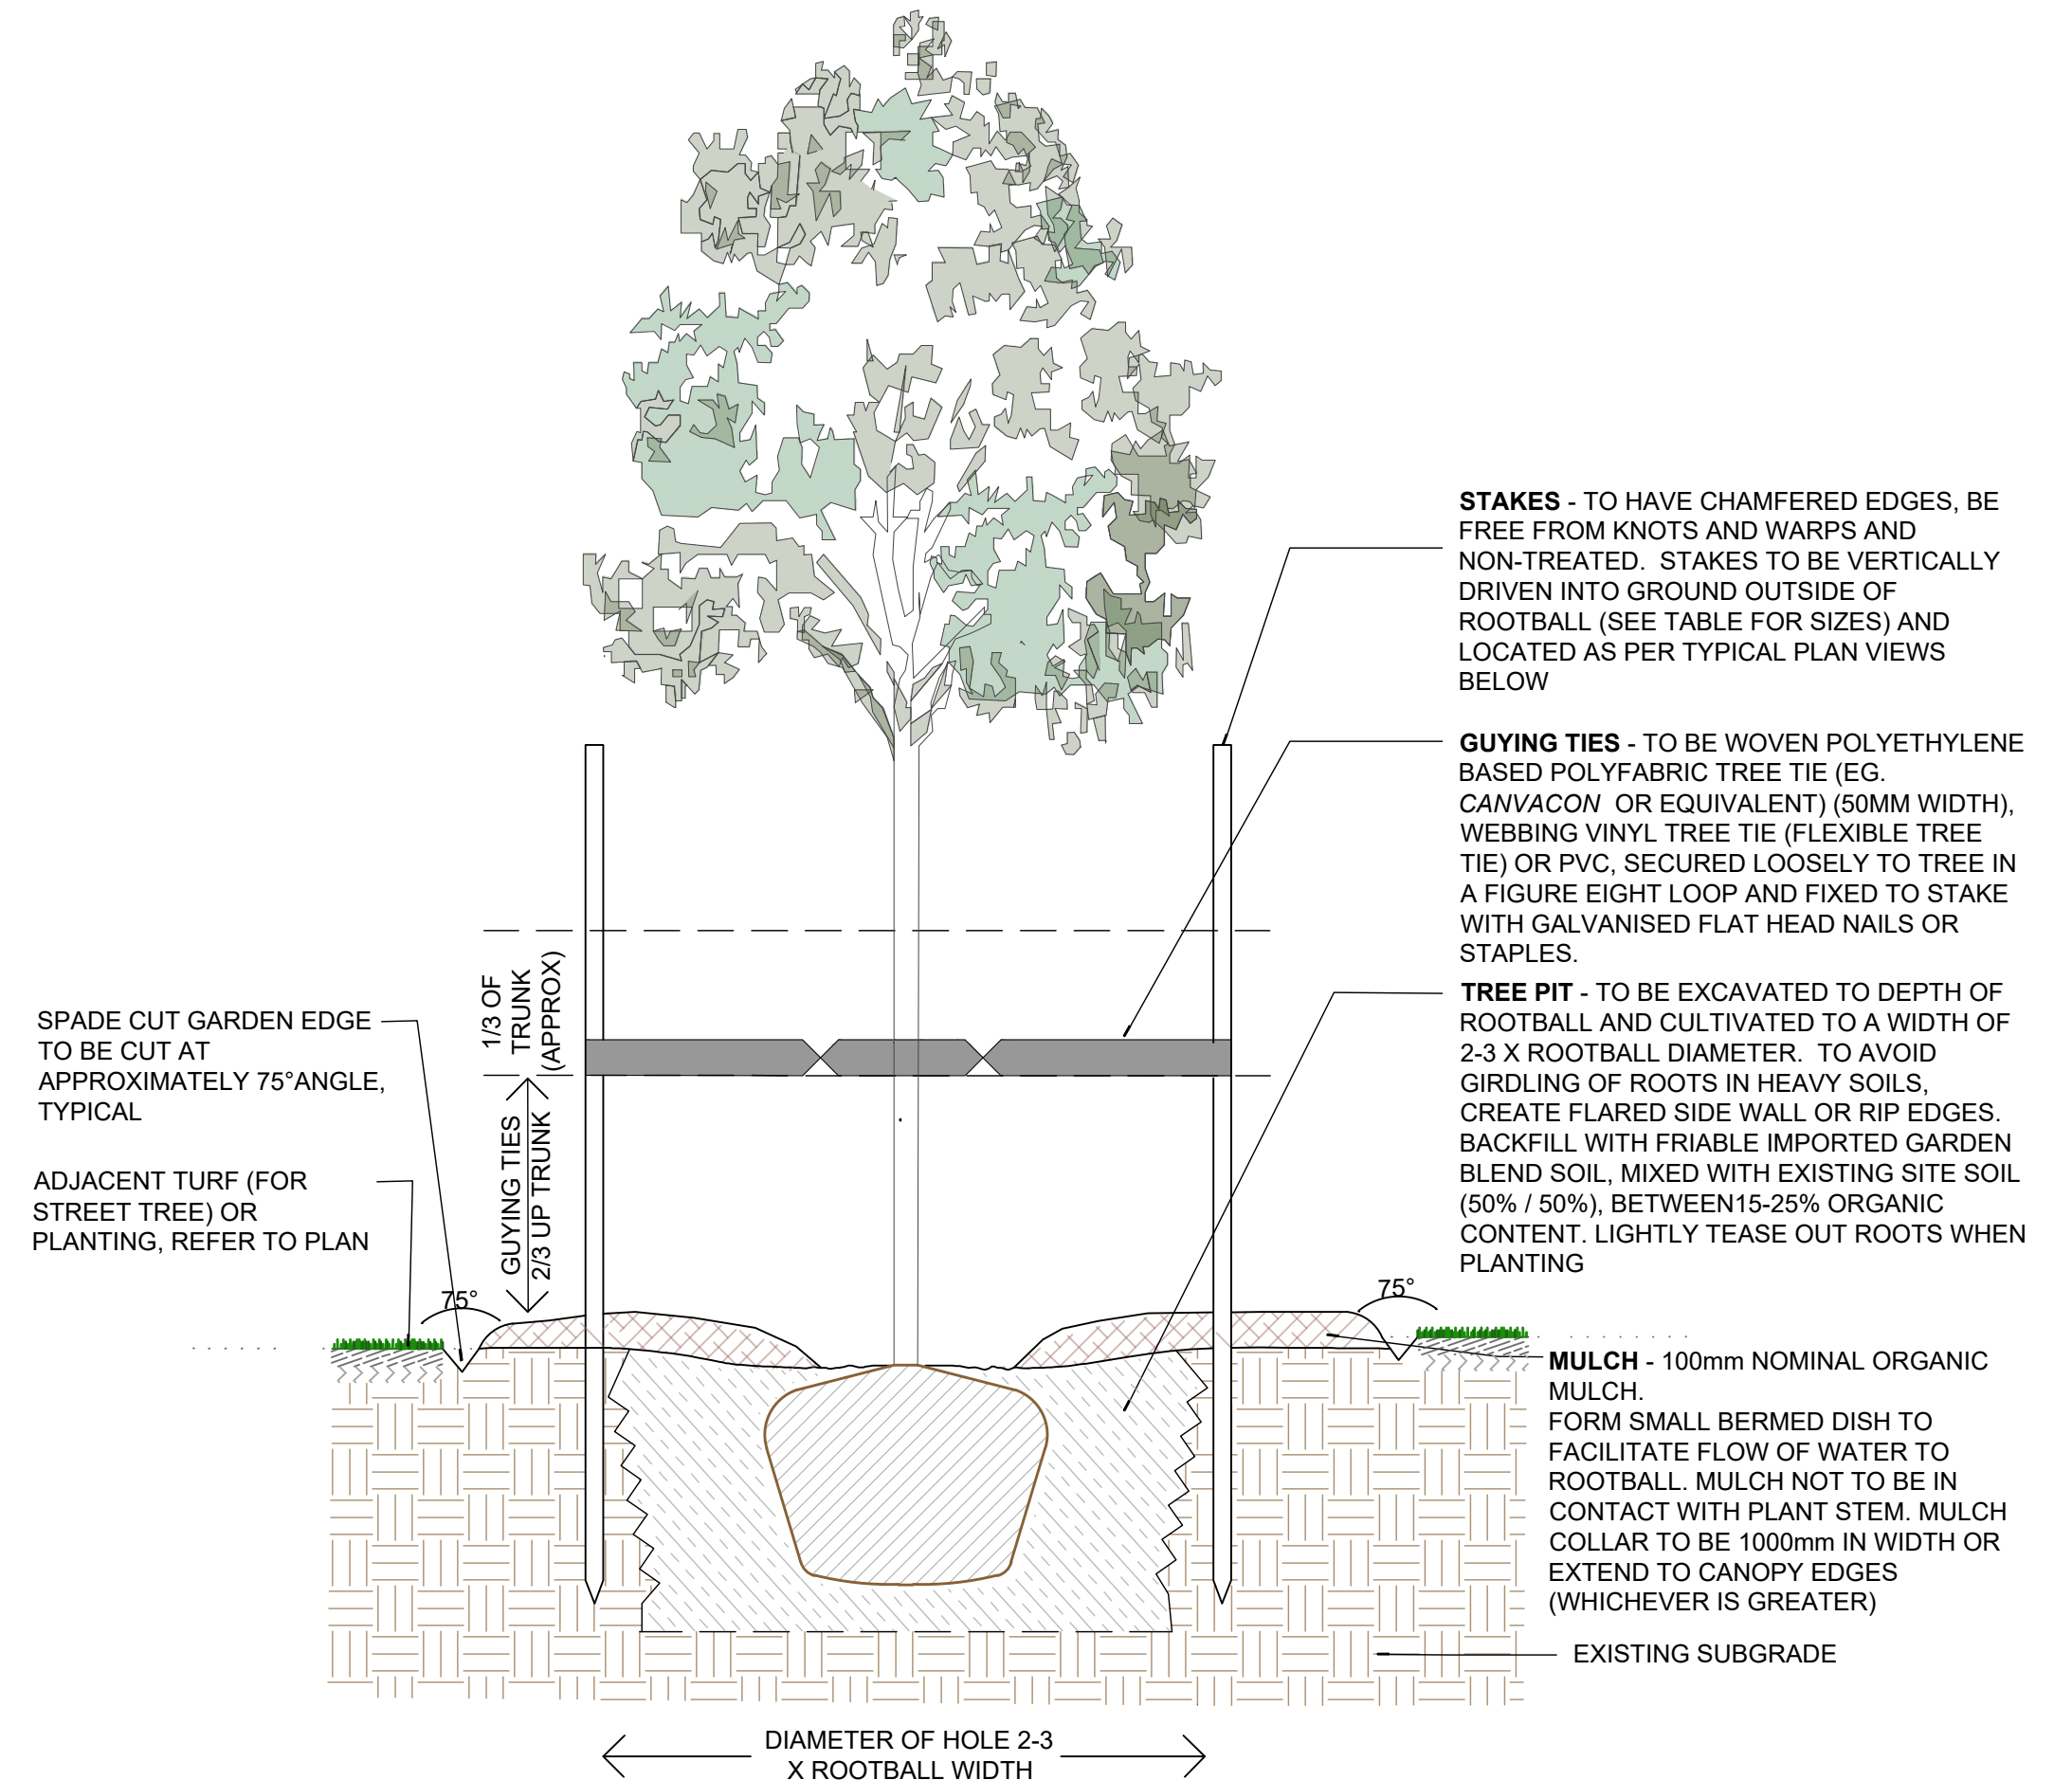 STAKES - TO HAVE CHAMFERED EDGES, BE
FREE FROM KNOTS AND WARPS AND
NON-TREATED.  STAKES TO BE VERTICALLY
DRIVEN INTO GROUND OUTSIDE OF
ROOTBALL (SEE TABLE FOR SIZES) AND
LOCATED AS PER TYPICAL PLAN VIEWS
BELOW
GUYING TIES - TO BE WOVEN POLYETHYLENE
BASED POLYFABRIC TREE TIE (EG.
CANVACON  OR EQUIVALENT) (50MM WIDTH),
WEBBING VINYL TREE TIE (FLEXIBLE TREE
TIE) OR PVC, SECURED LOOSELY TO TREE IN
A FIGURE EIGHT LOOP AND FIXED TO STAKE
WITH GALVANISED FLAT HEAD NAILS OR
STAPLES.
TREE PIT - TO BE EXCAVATED TO DEPTH OF
ROOTBALL AND CULTIVATED TO A WIDTH OF
2-3 X ROOTBALL DIAMETER.  TO AVOID
GIRDLING OF ROOTS IN HEAVY SOILS,
CREATE FLARED SIDE WALL OR RIP EDGES.
BACKFILL WITH FRIABLE IMPORTED GARDEN
BLEND SOIL, MIXED WITH EXISTING SITE SOIL
(50% / 50%), BETWEEN15-25% ORGANIC
CONTENT. LIGHTLY TEASE OUT ROOTS WHEN
PLANTING
1/3 OF
TRUNK
(APPROX)
SPADE CUT GARDEN EDGE
TO BE CUT AT
APPROXIMATELY 75°ANGLE,
TYPICAL
GUYING TIES
2/3 UP TRUNK
ADJACENT TURF (FOR
STREET TREE) OR
PLANTING, REFER TO PLAN
75°
75°
MULCH - 100mm NOMINAL ORGANIC
MULCH.
FORM SMALL BERMED DISH TO
FACILITATE FLOW OF WATER TO
ROOTBALL. MULCH NOT TO BE IN
CONTACT WITH PLANT STEM. MULCH
COLLAR TO BE 1000mm IN WIDTH OR
EXTEND TO CANOPY EDGES
(WHICHEVER IS GREATER)
EXISTING SUBGRADE
DIAMETER OF HOLE 2-3
X ROOTBALL WIDTH